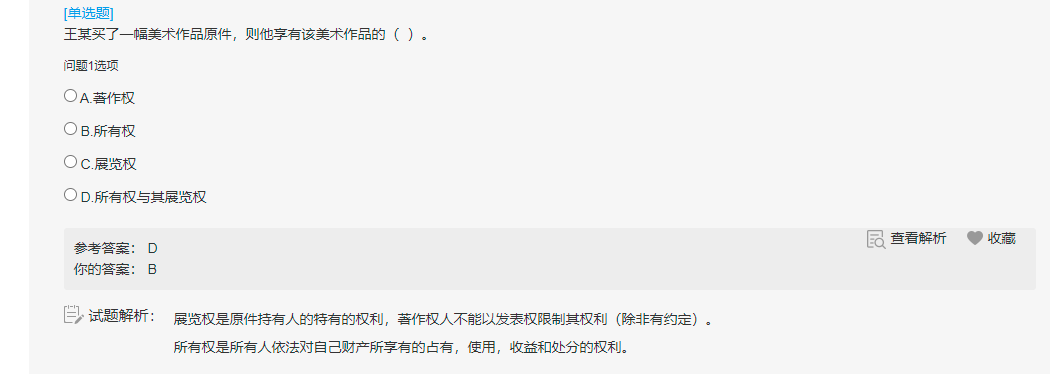 [单选题]
王某买了一幅美术作品原件，则他享有该美术作品的（ ）。
问题1选项
A.著作权
B.所有权
C.展览权
D.所有权与其展览权
查看解析 收藏
参考答案： D
你的答案： B
试题解析： 展览权是原件持有人的特有的权利，著作权人不能以发表权限制其权利（除非有约定）。
所有权是所有人依法对自己财产所享有的占有，使用，收益和处分的权利。